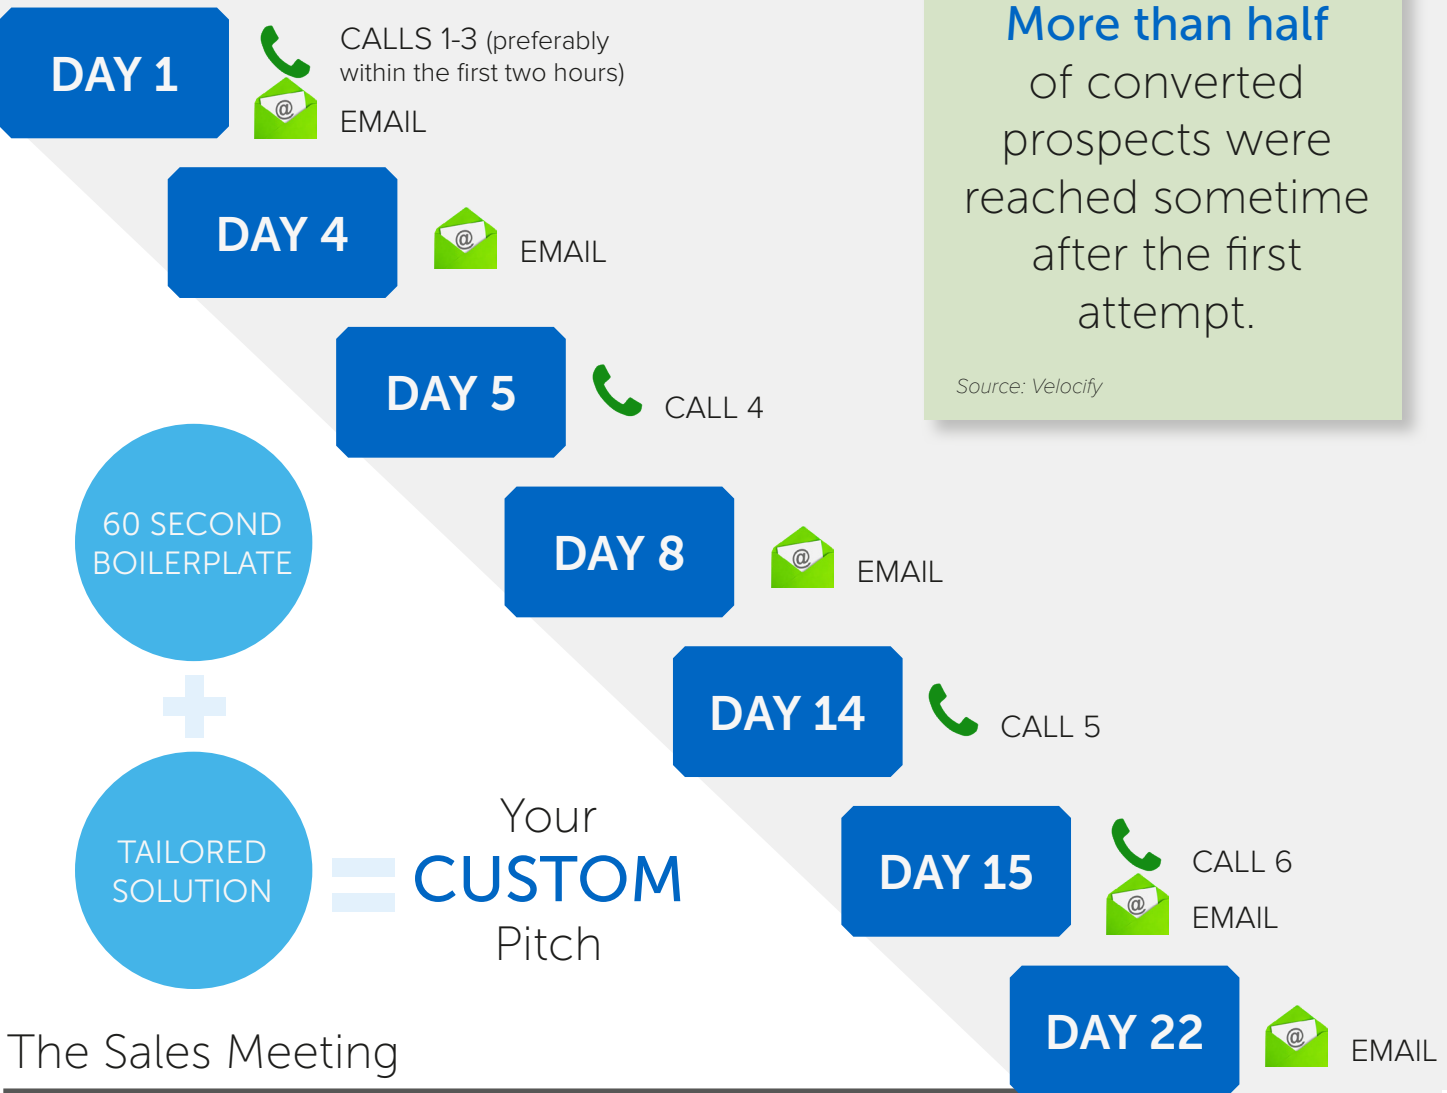 DAY 1
CALLS 1-3 (preferably
within the first two hours)
@
EMAIL
More than half
of converted
prospects were
reached sometime
after the first
attempt.
Source: Velocify
DAY 4
@
EMAIL
DAY 5
CALL 4
DAY 8
@
EMAIL
DAY 14
CALL 5
DAY 15
CALL 6
@
EMAIL
DAY 22
@
EMAIL
60 SECOND
BOILERPLATE
+
TAILORED
SOLUTION
=
Your
CUSTOM
Pitch
The Sales Meeting